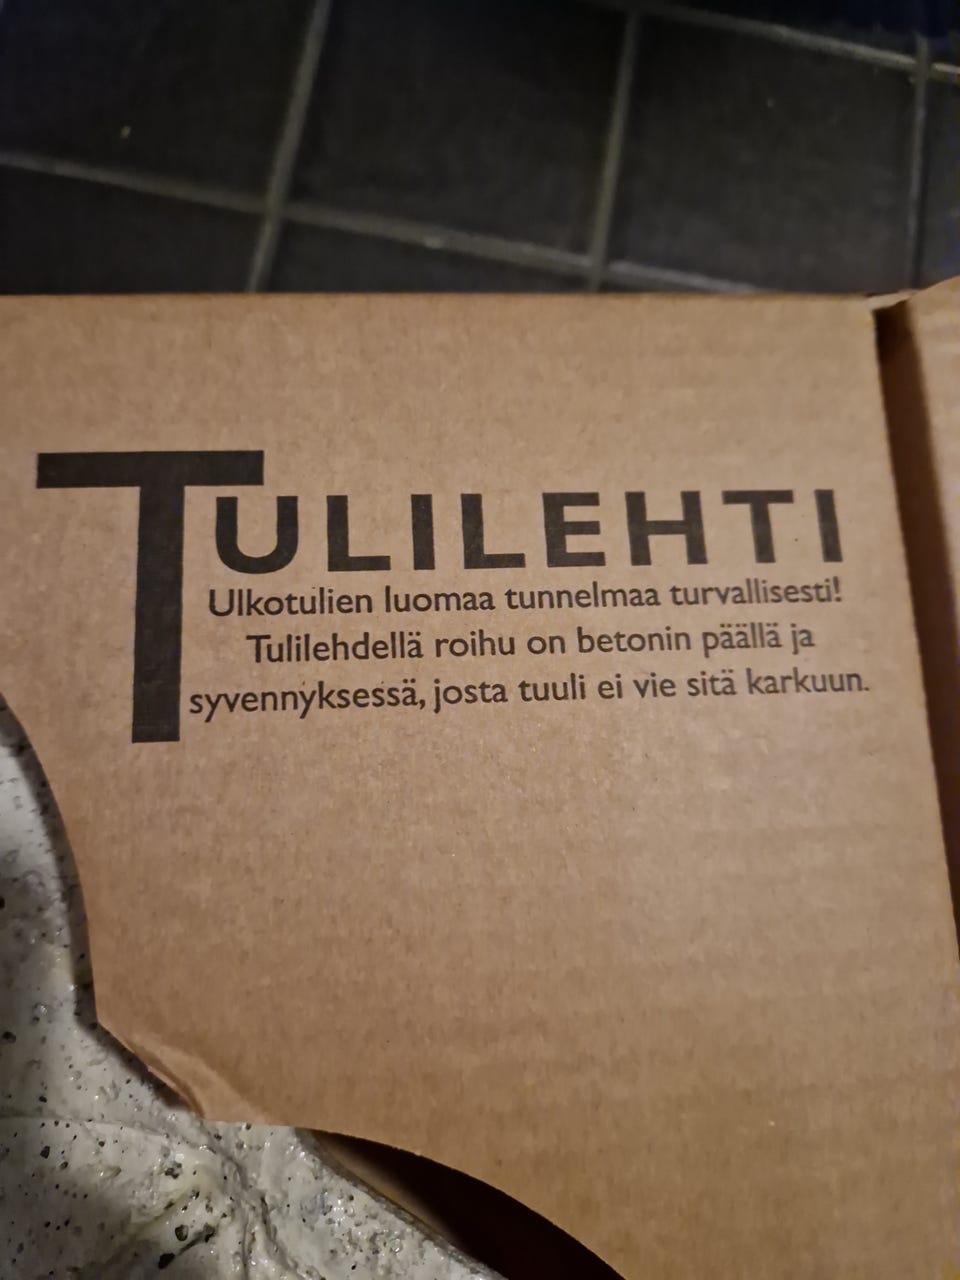 TULILEHTI
Ulkotulien luomaa tunnelmaa turvallisesti!
Tulilehdellä roihu on betonin päällä ja
syvennyksessä, josta tuuli ei vie sitä karkuun.